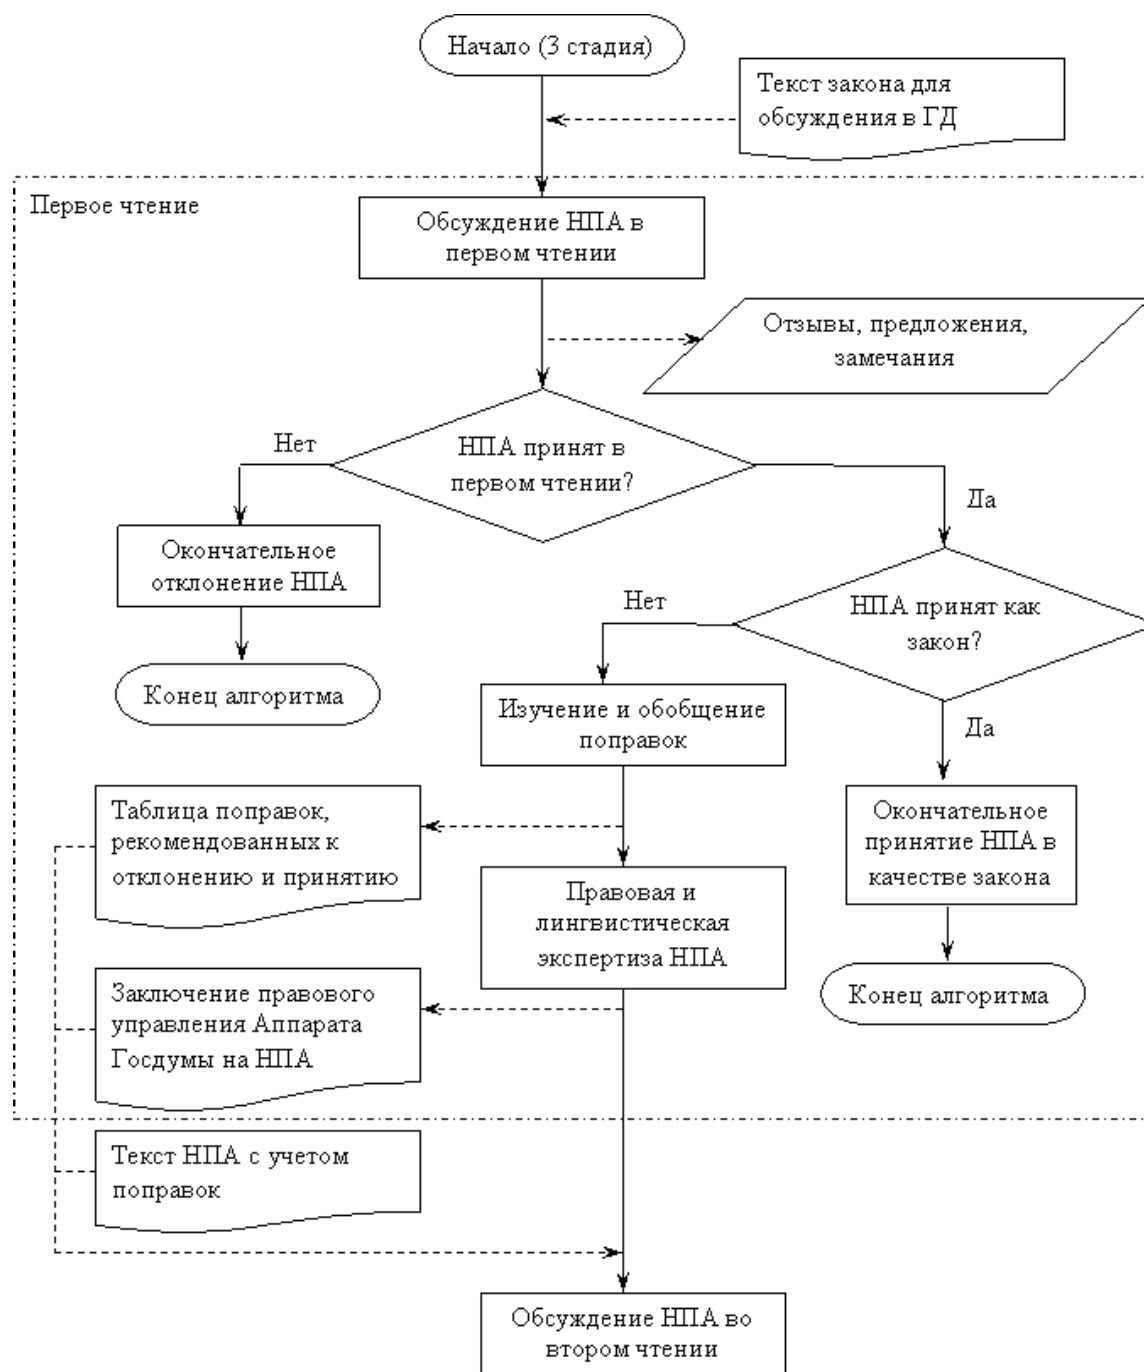 Начало (3 стадия)
Текст закона для
обсуждения в ГД
Первое чтение
Обсуждение НПА в
первом чтении
Отзывы, предложения,
замечания
НПА принят в
первом чтении?
Нет
Да
Окончательное
отклонение НПА
Конец алгоритма
НПА принят как
закон?
Нет
Да
Изучение и обобщение
поправок
Таблица поправок,
рекомендованных к
отклонению и принятию
Окончательное
принятие НПА в
качестве закона
Правовая и
лингвистическая
экспертиза НПА
Заключение правового
управления Аппарата
Госдумы на НПА
Конец алгоритма
Текст НПА с учетом
поправок
Обсуждение НПА во
втором чтении